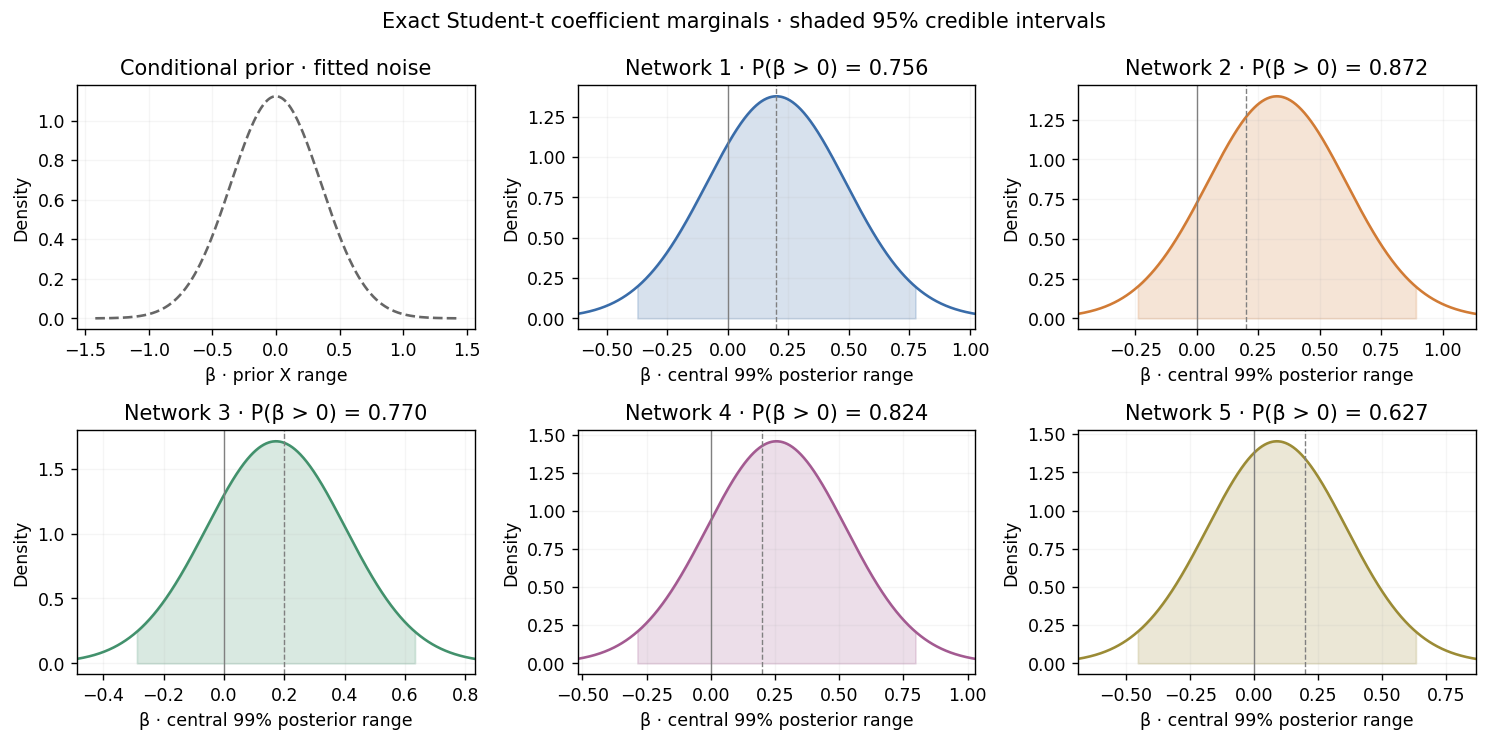 Exact Student-t coefficient marginals · shaded 95% credible intervals
Conditional prior · fitted noise
Density
1.0
0.8
0.6
0.4
0.2
0.0
−1.5 −1.0 −0.5 0.0 0.5 1.0 1.5
β · prior X range
Network 1 · P(β > 0) = 0.756
Density
1.25
1.00
0.75
0.50
0.25
0.00
−0.50 −0.25 0.00 0.25 0.50 0.75 1.00
β · central 99% posterior range
Network 2 · P(β > 0) = 0.872
Density
1.25
1.00
0.75
0.50
0.25
0.00
−0.25 0.00 0.25 0.50 0.75 1.00
β · central 99% posterior range
Network 3 · P(β > 0) = 0.770
Density
1.5
1.0
0.5
0.0
−0.4 −0.2 0.0 0.2 0.4 0.6 0.8
β · central 99% posterior range
Network 4 · P(β > 0) = 0.824
Density
1.50
1.25
1.00
0.75
0.50
0.25
0.00
−0.50 −0.25 0.00 0.25 0.50 0.75 1.00
β · central 99% posterior range
Network 5 · P(β > 0) = 0.627
Density
1.50
1.25
1.00
0.75
0.50
0.25
0.00
−0.50 −0.25 0.00 0.25 0.50 0.75
β · central 99% posterior range